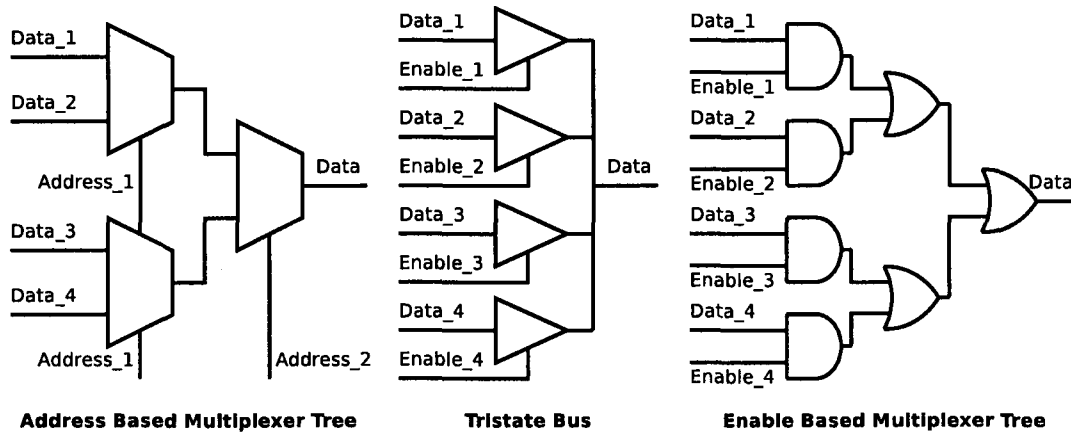 Data_1
Data_2
Address_1
Data_3
Data_4
Address_1
Address_2
Data
Address Based Multiplexer Tree
Data_1
Enable_1
Data_2
Enable_2
Data_3
Enable_3
Data_4
Enable_4
Data
Tristate Bus
Data_1
Enable_1
Data_2
Enable_2
Data_3
Enable_3
Data_4
Enable_4
Data
Enable Based Multiplexer Tree